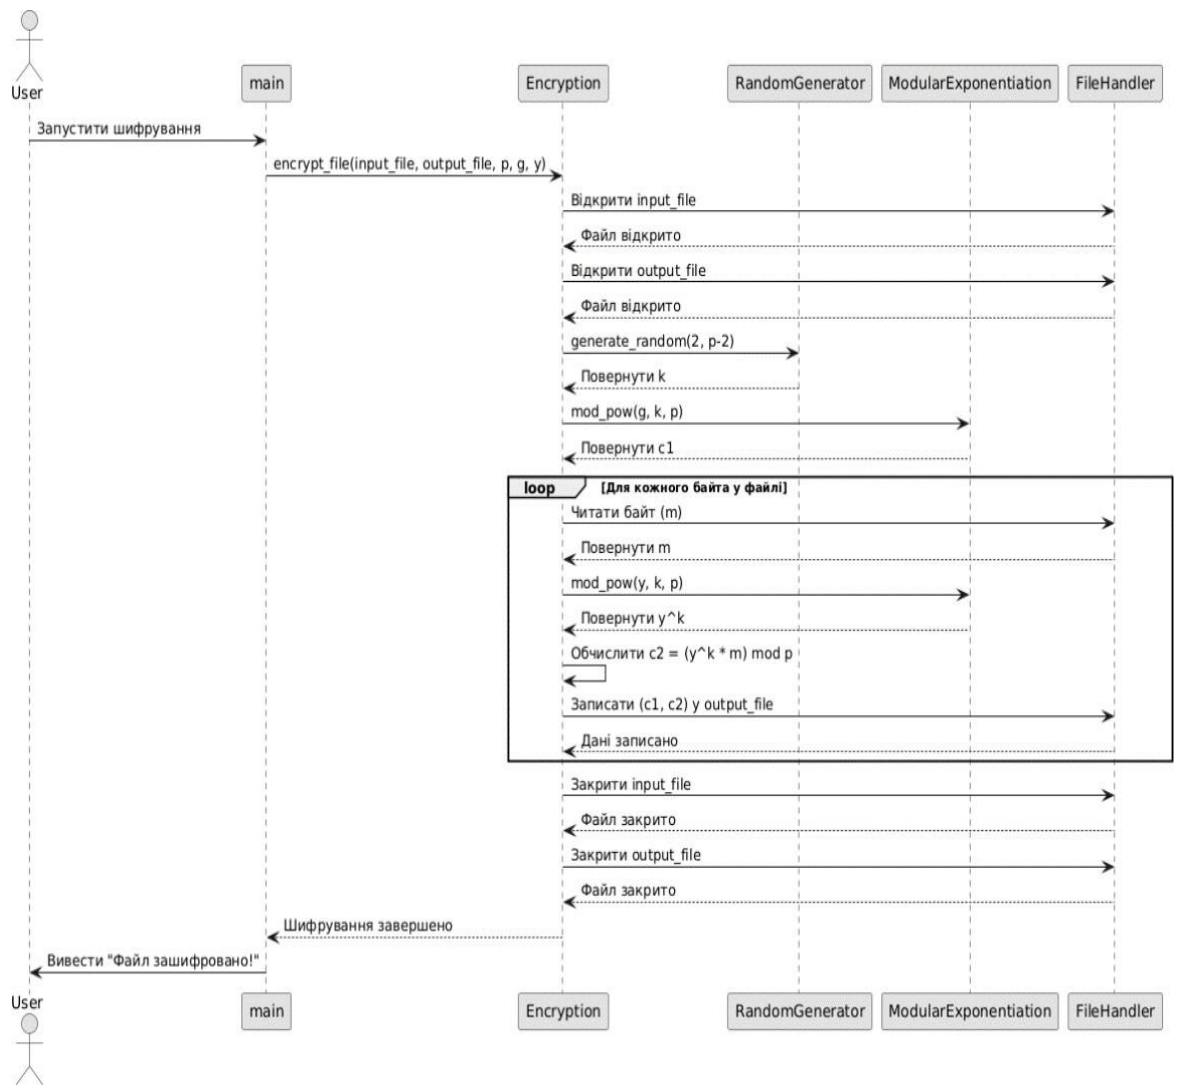 User
main
Encryption
RandomGenerator
ModularExponentiation
FileHandler
Запустити шифрування
encrypt_file(input_file, output_file, p, g, y)
Відкрити input_file
Файл відкрито
Відкрити output_file
Файл відкрито
generate_random(2, p-2)
Повернути k
mod_pow(g, k, p)
Повернути c1
loop
[Для кожного байта у файлі]
Читати байт (m)
Повернути m
mod_pow(y, k, p)
Повернути y^k
Обчислити c2 = (y^k * m) mod p
Записати (c1, c2) у output_file
Дані записано
Закрити input_file
Файл закрито
Закрити output_file
Файл закрито
Шифрування завершено
Вивести "Файл зашифровано!"
User
main
Encryption
RandomGenerator
ModularExponentiation
FileHandler